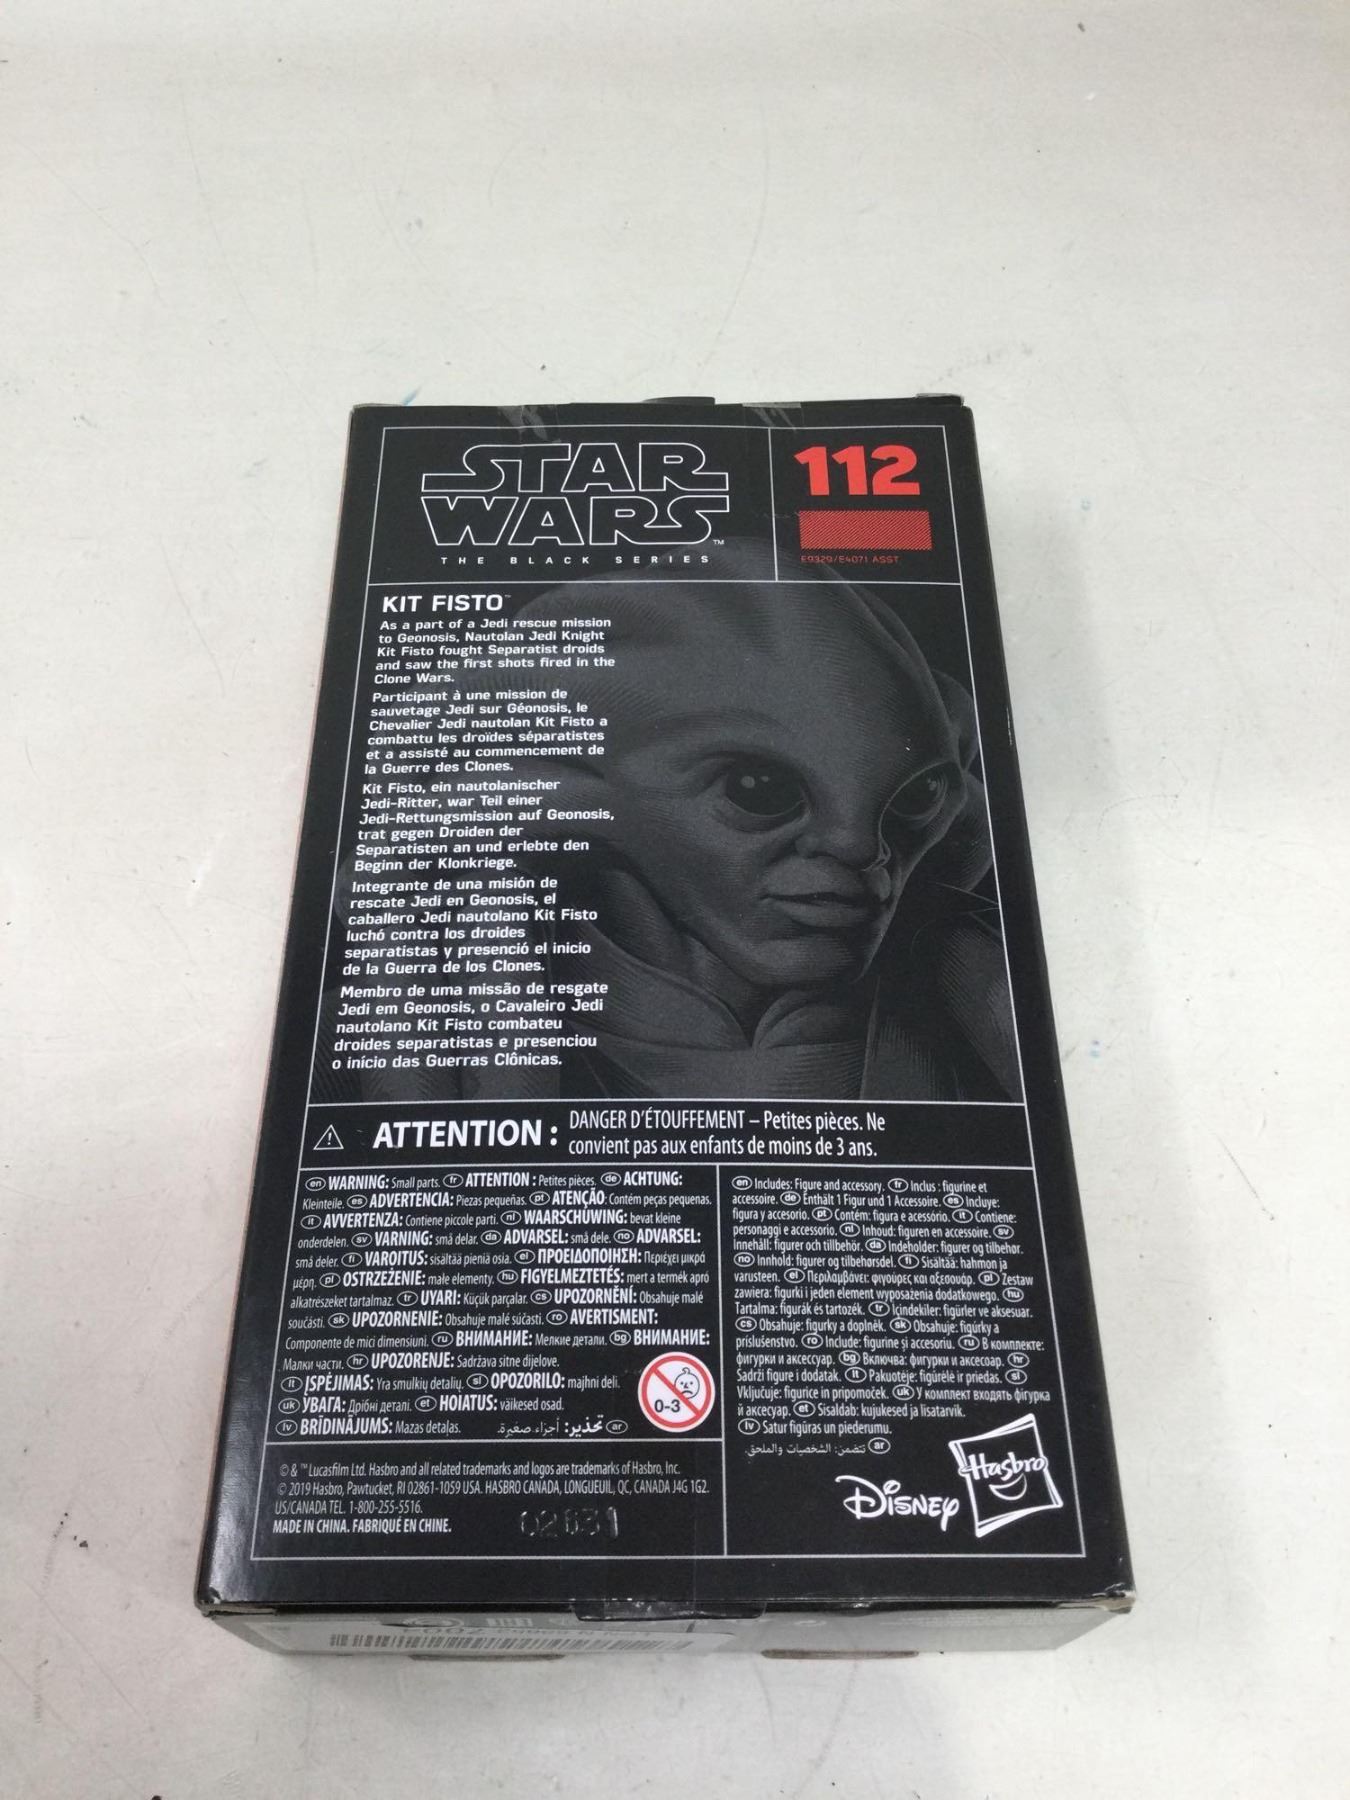 STAR
WARS™
THE BLACK SERIES
112
E9329/E4071 ASST
KIT FISTO™
As a part of a Jedi rescue mission
to Geonosis, Nautolan Jedi Knight
Kit Fisto fought Separatist droids
and saw the first shots fired in the
Clone Wars.
Participant à une mission de
sauvetage Jedi sur Géonosis, le
Chevalier Jedi nautolan Kit Fisto a
combattu les droïdes séparatistes
et a assisté au commencement de
la Guerre des Clones.
Kit Fisto, ein nautolanischer
Jedi-Ritter, war Teil einer
Jedi-Rettungsmission auf Geonosis,
trat gegen Droiden der
Separatisten an und erlebte den
Beginn der Klonkriege.
Integrante de una misión de
rescate Jedi en Geonosis, el
caballero Jedi nautolano Kit Fisto
luchó contra los droides
separatistas y presenció el inicio
de la Guerra de los Clones.
Membro de uma missão de resgate
Jedi em Geonosis, o Cavaleiro Jedi
nautolano Kit Fisto combateu
droides separatistas e presenciou
o início das Guerras Clônicas.
ATTENTION : DANGER D'ÉTOUFFEMENT – Petites pièces. Ne
convient pas aux enfants de moins de 3 ans.
en WARNING: Small parts. fr ATTENTION : Petites pièces. de ACHTUNG:
Kleinteile. es ADVERTENCIA: Piezas pequeñas. pt ATENÇÃO: Contém peças pequenas.
it AVVERTENZA: Contiene piccole parti. nl WAARSCHUWING: bevat kleine
onderdelen. sv VARNING: små delar. da ADVARSEL: små dele. no ADVARSEL:
små deler. fi VAROITUS: sisältää pieniä osia. el ΠΡΟΕΙΔΟΠΟΙΗΣΗ: Περιέχει μικρά
μέρη. pl OSTRZEŻENIE: małe elementy. hu FIGYELMEZTETÉS: mert a termék apró
alkatrészeket tartalmaz. tr UYARI: Küçük parçalar. cs UPOZORNĚNÍ: Obsahuje malé
součásti. sk UPOZORNENIE: Obsahuje malé súčasti. ro AVERTISMENT:
Componente de mici dimensiuni. ru ВНИМАНИЕ: Мелкие детали. bg ВНИМАНИЕ:
Малки части. hr UPOZORENJE: Sadržava sitne dijelove.
lt ĮSPĖJIMAS: Yra smulkių detalių. sl OPOZORILO: majhni deli.
uk УВАГА: Дрібні деталі. et HOIATUS: väikesed osad.
lv BRĪDINĀJUMS: Mazas detaļas. ar تحذير: أجزاء صغيرة.
0-3
en Includes: Figure and accessory. fr Inclus : figurine et
accessoire. de Enthält 1 Figur und 1 Accessoire. es Incluye:
figura y accesorio. pt Contém: figura e acessório. it Contiene:
personaggi e accessorio. nl Inhoud: figuren en accessoire. sv
Innehåll: figurer och tillbehör. da Indeholder: figurer og tilbehør.
no Innhold: figurer og tilbehørsdel. fi Sisältää: hahmon ja
varusteen. el Περιλαμβάνει: φιγούρες και αξεσουάρ. pl Zestaw
zawiera: figurki i jeden element wyposażenia dodatkowego. hu
Tartalma: figurák és tartozék. tr İçindekiler: figürler ve aksesuar.
cs Obsahuje: figurky a doplněk. sk Obsahuje: figúrky a
príslušenstvo. ro Include: figurine și accesoriu. ru В комплекте:
фигурки и аксессуар. bg Включва: фигурки и аксесоар. hr
Sadrži figure i dodatak. lt Pakuotėje: figūrėlė ir priedas. sl
Vključuje: figurice in pripomoček. uk У комплект входять фігурка
й аксесуар. et Sisaldab: kujukesed ja lisatarvik.
lv Satur figūras un piederumu.
ar تتضمن: الشخصيات والملحق.
© & ™ Lucasfilm Ltd. Hasbro and all related trademarks and logos are trademarks of Hasbro, Inc.
© 2019 Hasbro, Pawtucket, RI 02861-1059 USA. HASBRO CANADA, LONGUEUIL, QC, CANADA J4G 1G2.
US/CANADA TEL. 1-800-255-5516.
MADE IN CHINA. FABRIQUÉ EN CHINE.
DISNEY
Hasbro